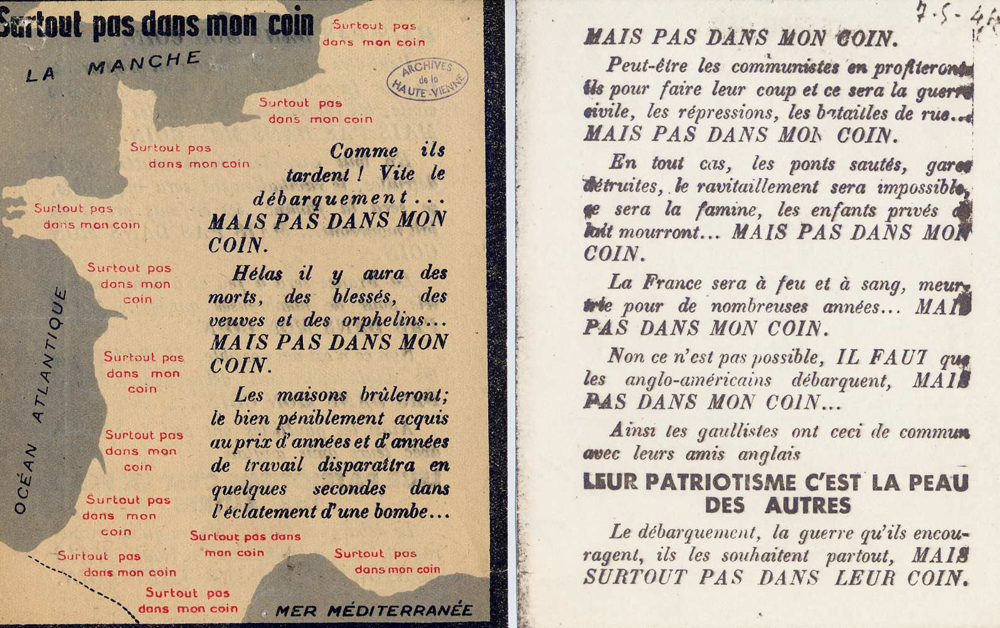 Surtout pas dans mon coin
Surtout pas
dans mon coin
LA MANCHE
ARCHIVES
de la
HAUTE-VIENNE
Surtout pas
dans mon coin
Surtout pas
dans mon coin
Surtout pas
dans mon coin
Surtout pas
dans mon
coin
OCÉAN ATLANTIQUE
Surtout pas
dans mon
coin
Surtout pas
dans mon
coin
Surtout pas
dans mon
coin
Surtout pas
dans mon coin
Surtout pas dans
mon coin
Surtout pas
dans mon coin
Surtout pas
dans mon coin
MER MÉDITERRANÉE
Comme ils
tardent ! Vite le
débarquement...
MAIS PAS DANS MON
COIN.
Hélas il y aura des
morts, des blessés, des
veuves et des orphelins...
MAIS PAS DANS MON
COIN.
Les maisons brûleront;
le bien péniblement acquis
au prix d'années et d'années
de travail disparaîtra en
quelques secondes dans
l'éclatement d'une bombe...
7-5-44
MAIS PAS DANS MON COIN.
Peut-être les communistes en profiteront
ils pour faire leur coup et ce sera la guerre
civile, les répressions, les batailles de rue...
MAIS PAS DANS MON COIN.
En tout cas, les ponts sautés, gares
détruites, le ravitaillement sera impossible,
ce sera la famine, les enfants privés de
lait mourront... MAIS PAS DANS MON
COIN.
La France sera à feu et à sang, meur-
trie pour de nombreuses années... MAIS
PAS DANS MON COIN.
Non ce n'est pas possible, IL FAUT que
les anglo-américains débarquent, MAIS
PAS DANS MON COIN...
Ainsi les gaullistes ont ceci de commun
avec leurs amis anglais
LEUR PATRIOTISME C'EST LA PEAU
DES AUTRES
Le débarquement, la guerre qu'ils encou-
ragent, ils les souhaitent partout, MAIS
SURTOUT PAS DANS LEUR COIN.